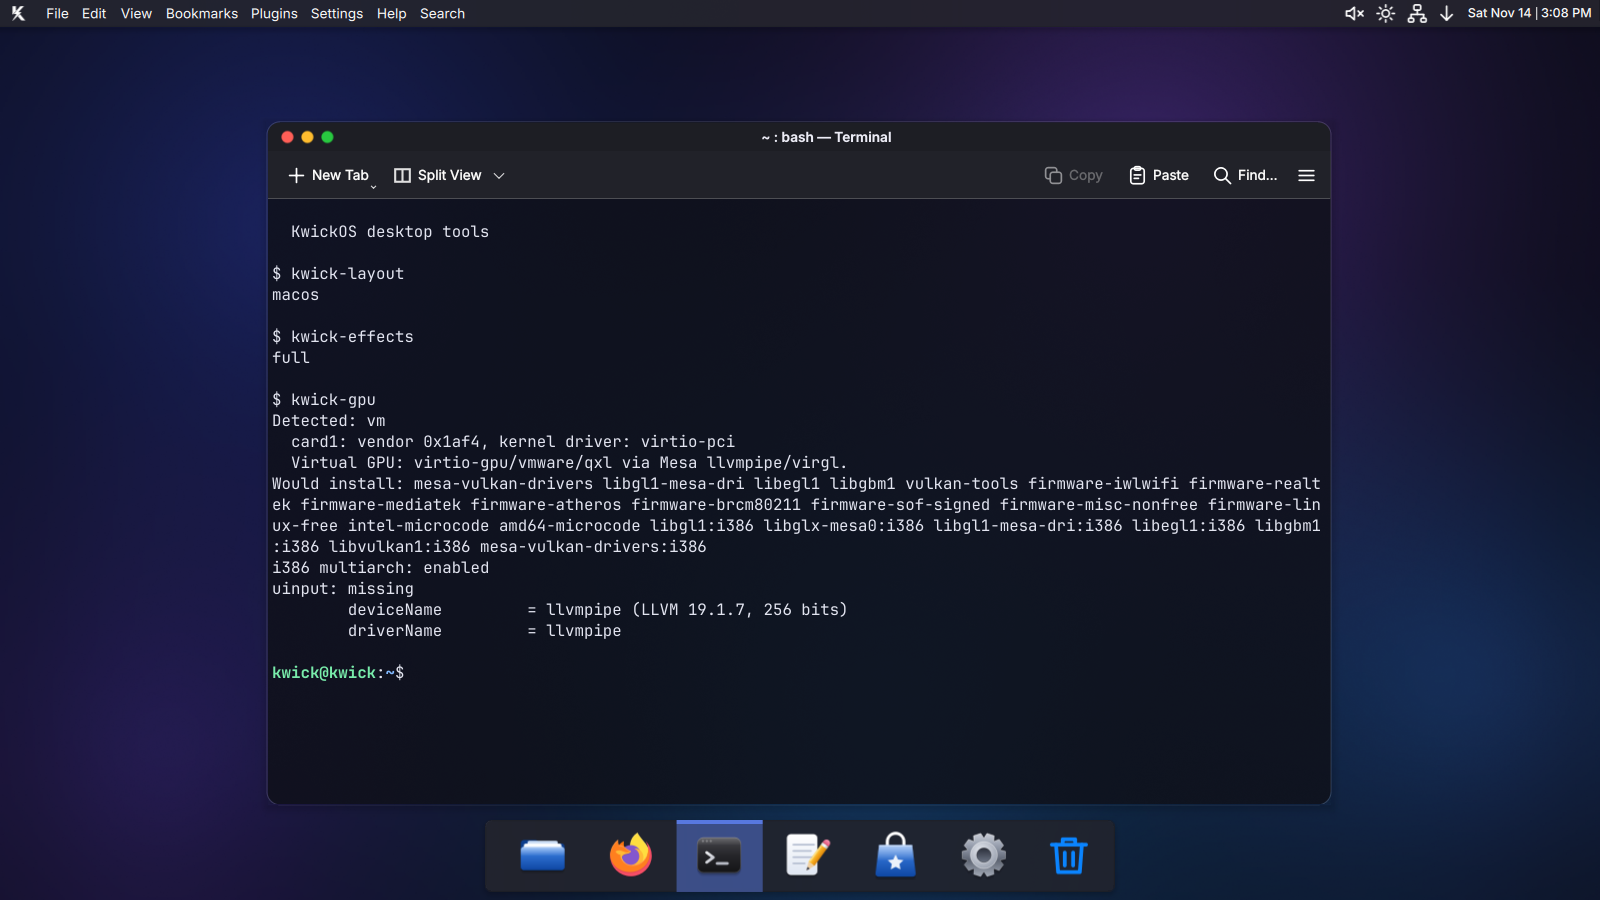 File Edit View Bookmarks Plugins Settings Help Search
Sat Nov 14 | 3:08 PM
~ : bash — Terminal
New Tab Split View Copy Paste Find...
KwickOS desktop tools
$ kwick-layout
macos
$ kwick-effects
full
$ kwick-gpu
Detected: vm
card1: vendor 0x1af4, kernel driver: virtio-pci
Virtual GPU: virtio-gpu/vmware/qxl via Mesa llvmpipe/virgl.
Would install: mesa-vulkan-drivers libgl1-mesa-dri libegl1 libgbm1 vulkan-tools firmware-iwlwifi firmware-realt
ek firmware-mediatek firmware-atheros firmware-brcm80211 firmware-sof-signed firmware-misc-nonfree firmware-lin
ux-free intel-microcode amd64-microcode libgl1:i386 libglx-mesa0:i386 libgl1-mesa-dri:i386 libegl1:i386 libgbm1
:i386 libvulkan1:i386 mesa-vulkan-drivers:i386
i386 multiarch: enabled
uinput: missing
deviceName = llvmpipe (LLVM 19.1.7, 256 bits)
driverName = llvmpipe
kwick@kwick:~$